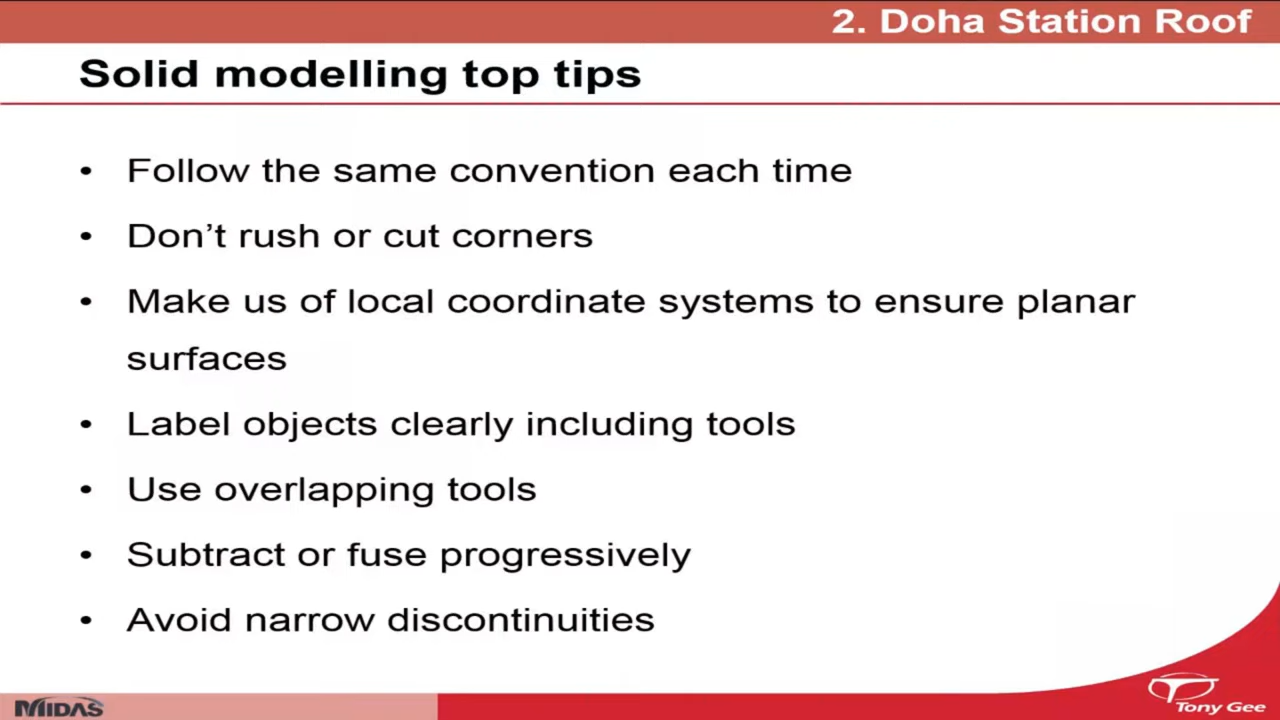 2. Doha Station Roof
Solid modelling top tips
• Follow the same convention each time
• Don’t rush or cut corners
• Make us of local coordinate systems to ensure planar
surfaces
• Label objects clearly including tools
• Use overlapping tools
• Subtract or fuse progressively
• Avoid narrow discontinuities
MIDAS
Tony Gee